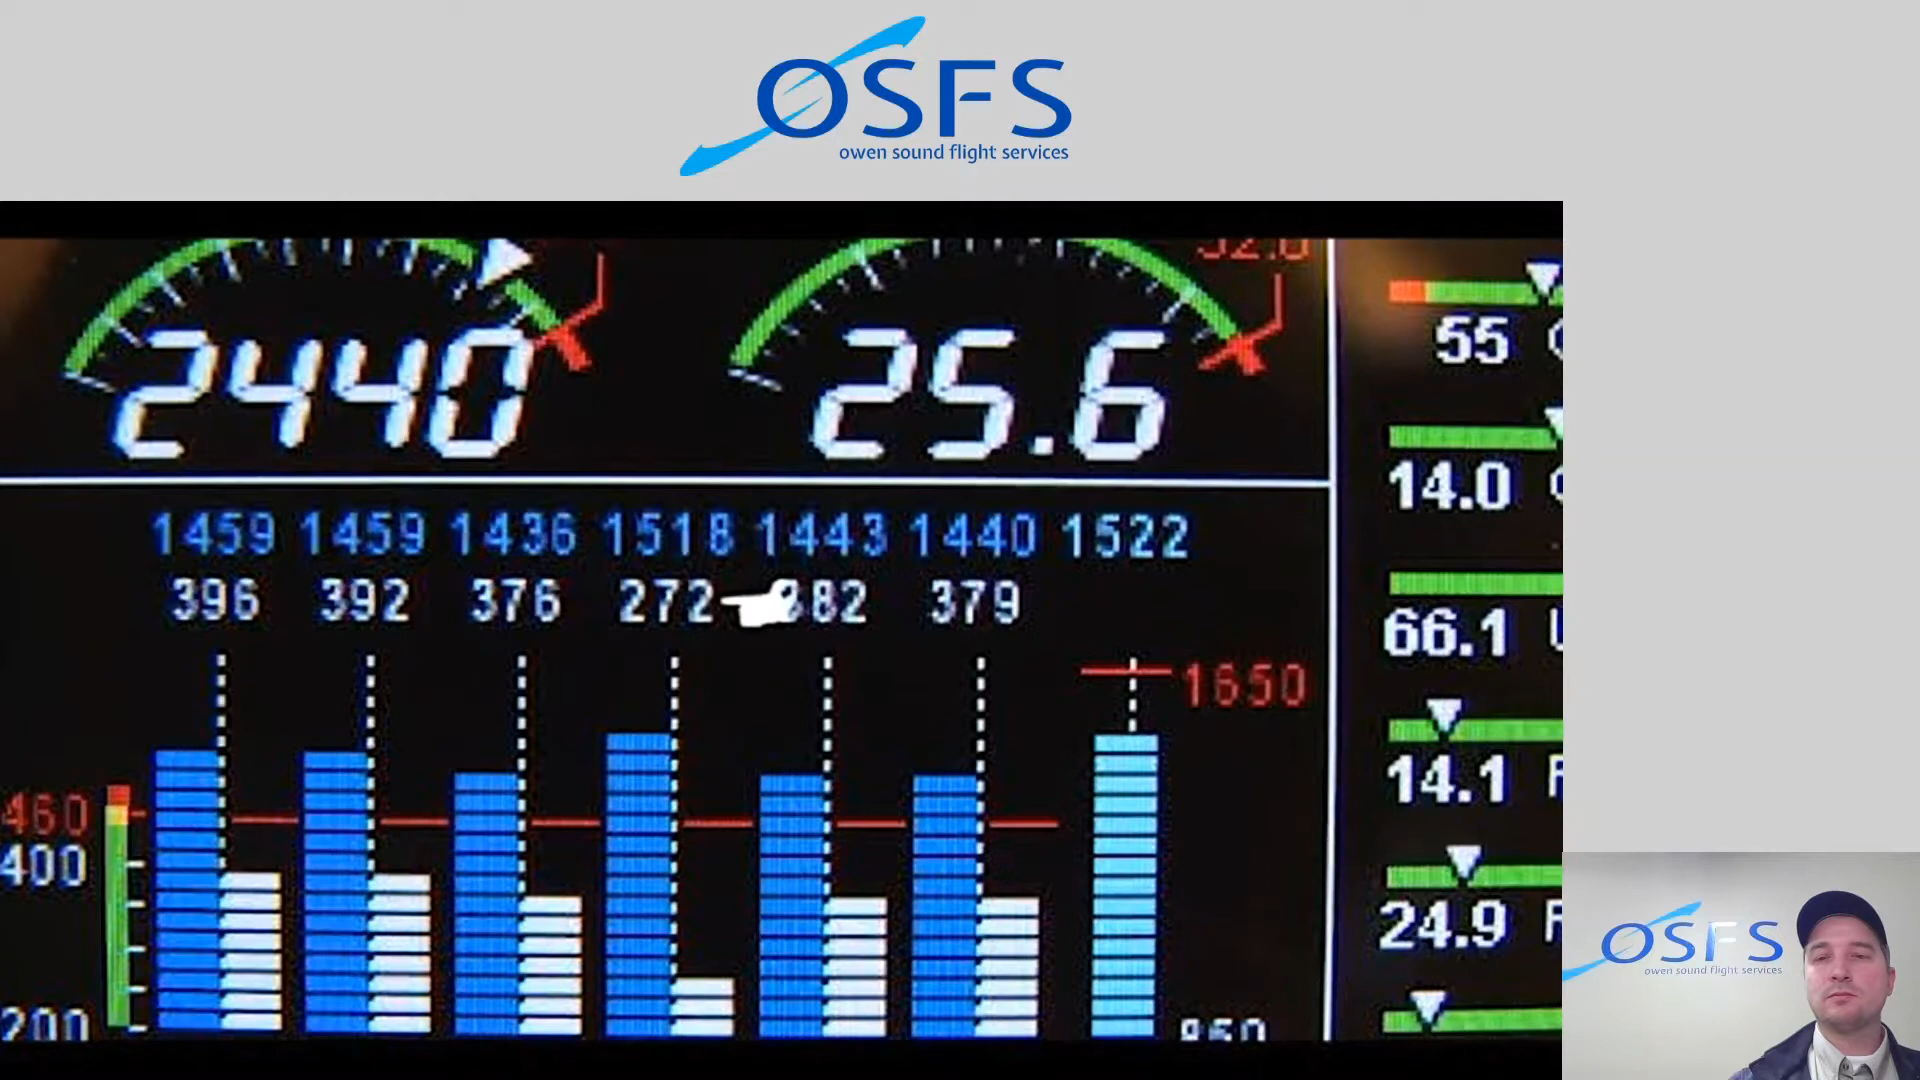 OSFS
owen sound flight services
2440
25.6
1459 1459 1436 1518 1443 1440 1522
396 392 376 272 382 379
1650
460
400
200
55
14.0
66.1
14.1
24.9
OSFS
owen sound flight services